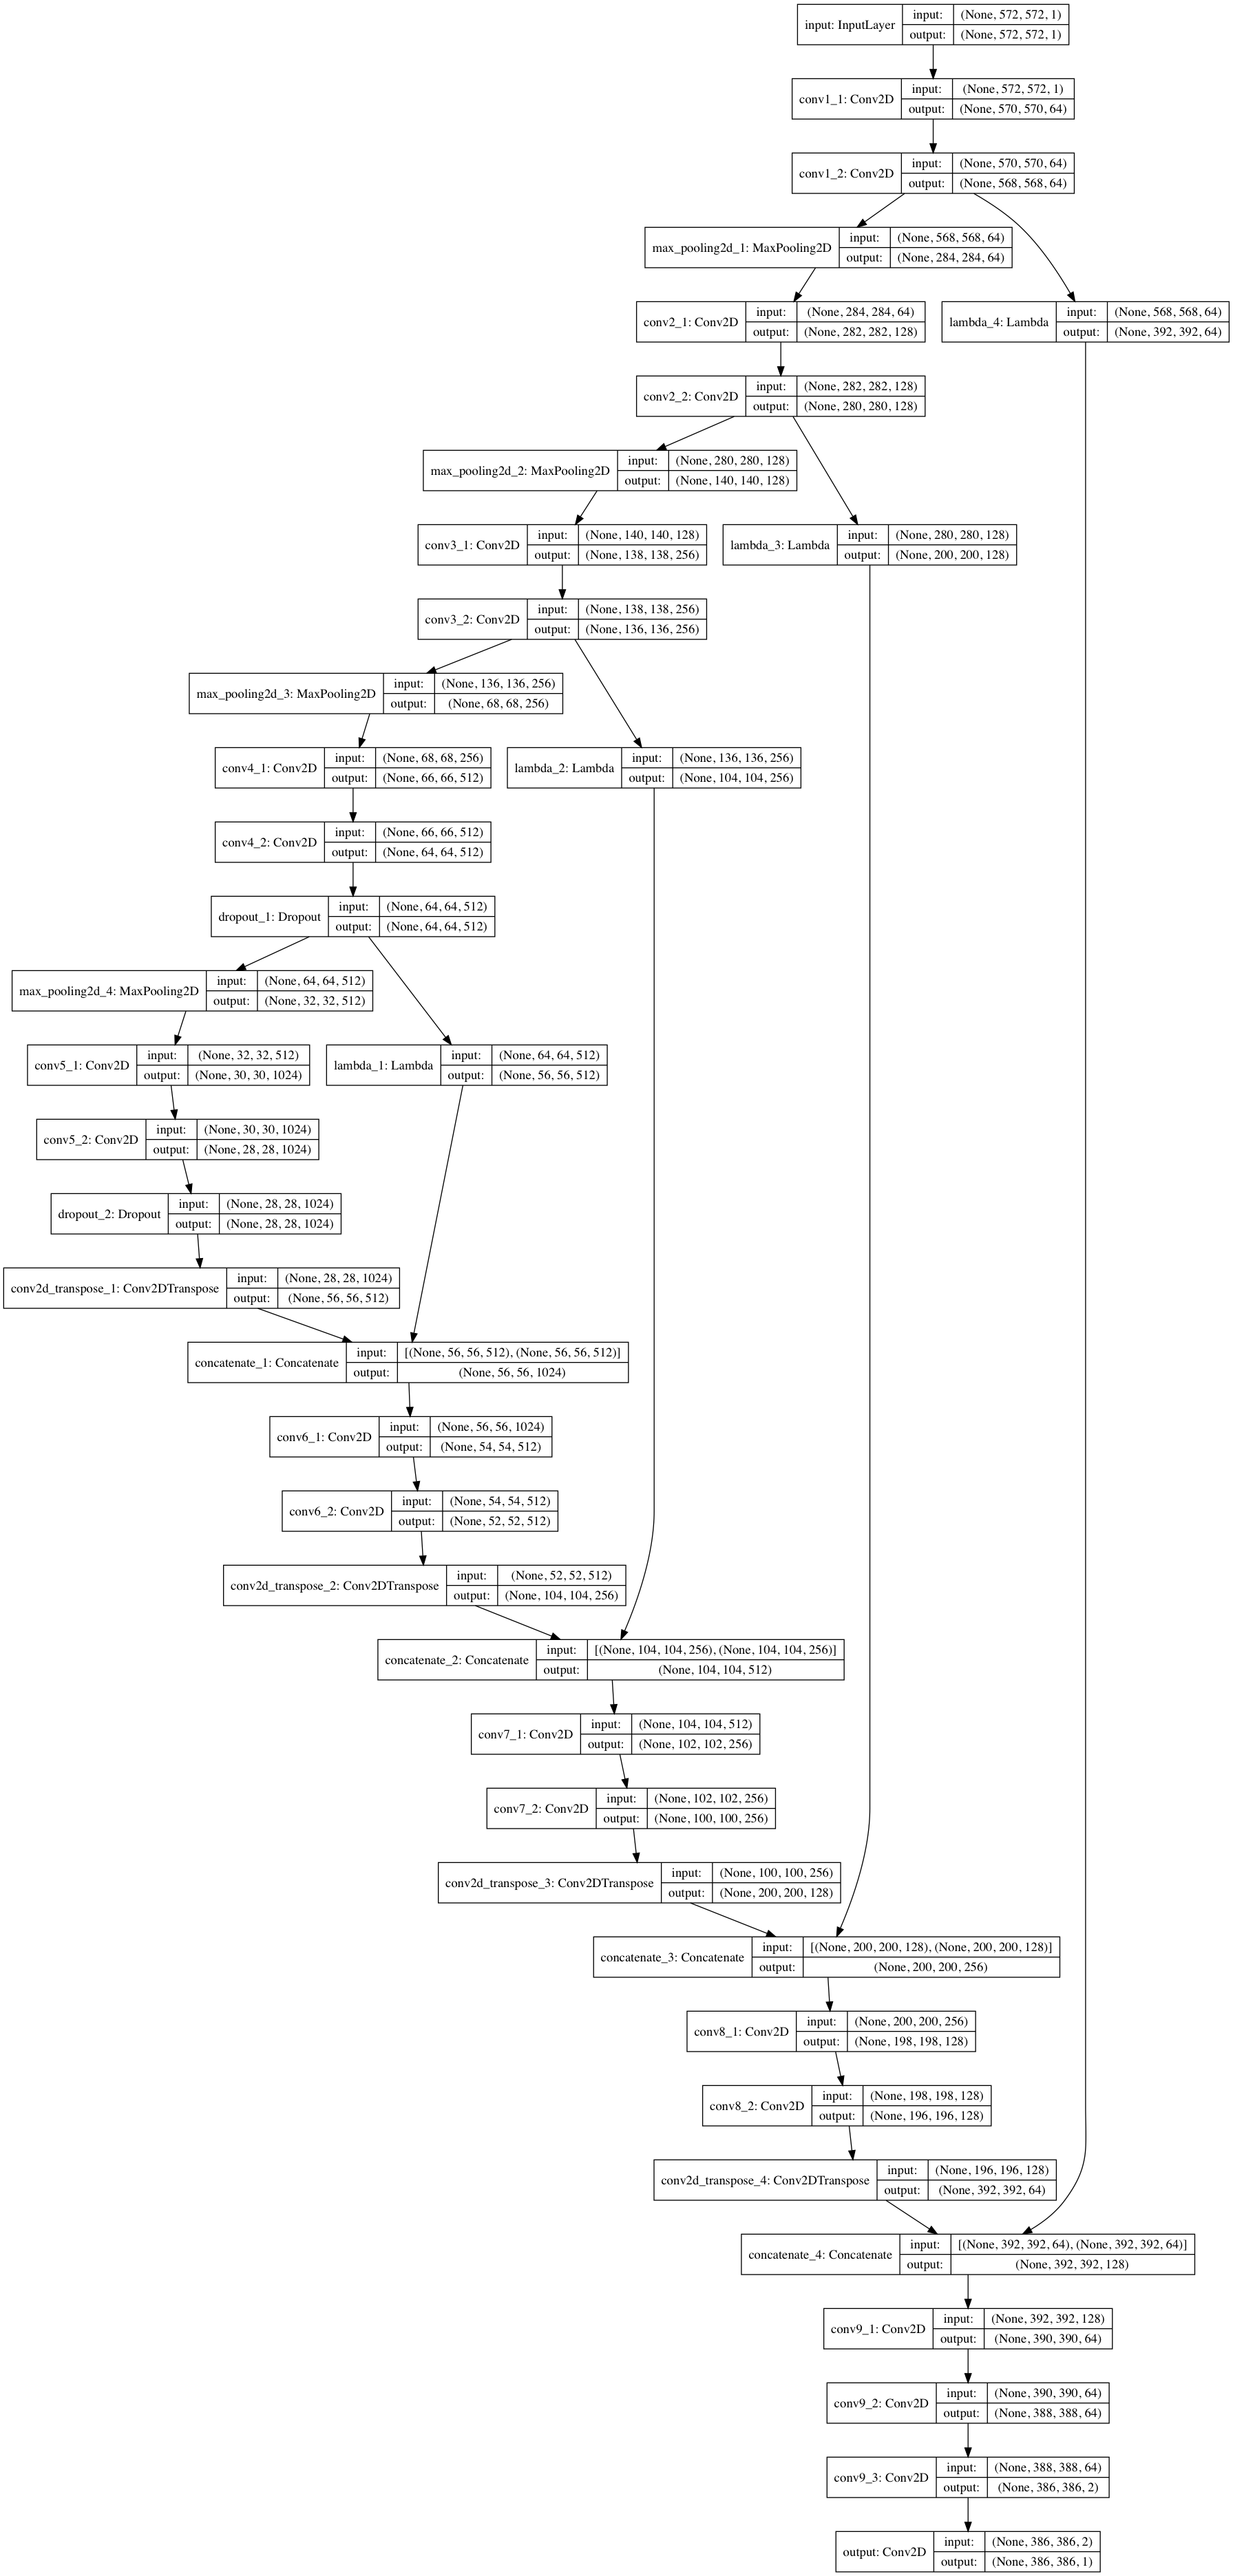 input: InputLayer
input: (None, 572, 572, 1)
output: (None, 572, 572, 1)
conv1_1: Conv2D
input: (None, 572, 572, 1)
output: (None, 570, 570, 64)
conv1_2: Conv2D
input: (None, 570, 570, 64)
output: (None, 568, 568, 64)
max_pooling2d_1: MaxPooling2D
input: (None, 568, 568, 64)
output: (None, 284, 284, 64)
conv2_1: Conv2D
input: (None, 284, 284, 64)
output: (None, 282, 282, 128)
lambda_4: Lambda
input: (None, 568, 568, 64)
output: (None, 392, 392, 64)
conv2_2: Conv2D
input: (None, 282, 282, 128)
output: (None, 280, 280, 128)
max_pooling2d_2: MaxPooling2D
input: (None, 280, 280, 128)
output: (None, 140, 140, 128)
conv3_1: Conv2D
input: (None, 140, 140, 128)
output: (None, 138, 138, 256)
lambda_3: Lambda
input: (None, 280, 280, 128)
output: (None, 200, 200, 128)
conv3_2: Conv2D
input: (None, 138, 138, 256)
output: (None, 136, 136, 256)
max_pooling2d_3: MaxPooling2D
input: (None, 136, 136, 256)
output: (None, 68, 68, 256)
conv4_1: Conv2D
input: (None, 68, 68, 256)
output: (None, 66, 66, 512)
lambda_2: Lambda
input: (None, 136, 136, 256)
output: (None, 104, 104, 256)
conv4_2: Conv2D
input: (None, 66, 66, 512)
output: (None, 64, 64, 512)
dropout_1: Dropout
input: (None, 64, 64, 512)
output: (None, 64, 64, 512)
max_pooling2d_4: MaxPooling2D
input: (None, 64, 64, 512)
output: (None, 32, 32, 512)
conv5_1: Conv2D
input: (None, 32, 32, 512)
output: (None, 30, 30, 1024)
lambda_1: Lambda
input: (None, 64, 64, 512)
output: (None, 56, 56, 512)
conv5_2: Conv2D
input: (None, 30, 30, 1024)
output: (None, 28, 28, 1024)
dropout_2: Dropout
input: (None, 28, 28, 1024)
output: (None, 28, 28, 1024)
conv2d_transpose_1: Conv2DTranspose
input: (None, 28, 28, 1024)
output: (None, 56, 56, 512)
concatenate_1: Concatenate
input: [(None, 56, 56, 512), (None, 56, 56, 512)]
output: (None, 56, 56, 1024)
conv6_1: Conv2D
input: (None, 56, 56, 1024)
output: (None, 54, 54, 512)
conv6_2: Conv2D
input: (None, 54, 54, 512)
output: (None, 52, 52, 512)
conv2d_transpose_2: Conv2DTranspose
input: (None, 52, 52, 512)
output: (None, 104, 104, 256)
concatenate_2: Concatenate
input: [(None, 104, 104, 256), (None, 104, 104, 256)]
output: (None, 104, 104, 512)
conv7_1: Conv2D
input: (None, 104, 104, 512)
output: (None, 102, 102, 256)
conv7_2: Conv2D
input: (None, 102, 102, 256)
output: (None, 100, 100, 256)
conv2d_transpose_3: Conv2DTranspose
input: (None, 100, 100, 256)
output: (None, 200, 200, 128)
concatenate_3: Concatenate
input: [(None, 200, 200, 128), (None, 200, 200, 128)]
output: (None, 200, 200, 256)
conv8_1: Conv2D
input: (None, 200, 200, 256)
output: (None, 198, 198, 128)
conv8_2: Conv2D
input: (None, 198, 198, 128)
output: (None, 196, 196, 128)
conv2d_transpose_4: Conv2DTranspose
input: (None, 196, 196, 128)
output: (None, 392, 392, 64)
concatenate_4: Concatenate
input: [(None, 392, 392, 64), (None, 392, 392, 64)]
output: (None, 392, 392, 128)
conv9_1: Conv2D
input: (None, 392, 392, 128)
output: (None, 390, 390, 64)
conv9_2: Conv2D
input: (None, 390, 390, 64)
output: (None, 388, 388, 64)
conv9_3: Conv2D
input: (None, 388, 388, 64)
output: (None, 386, 386, 2)
output: Conv2D
input: (None, 386, 386, 2)
output: (None, 386, 386, 1)